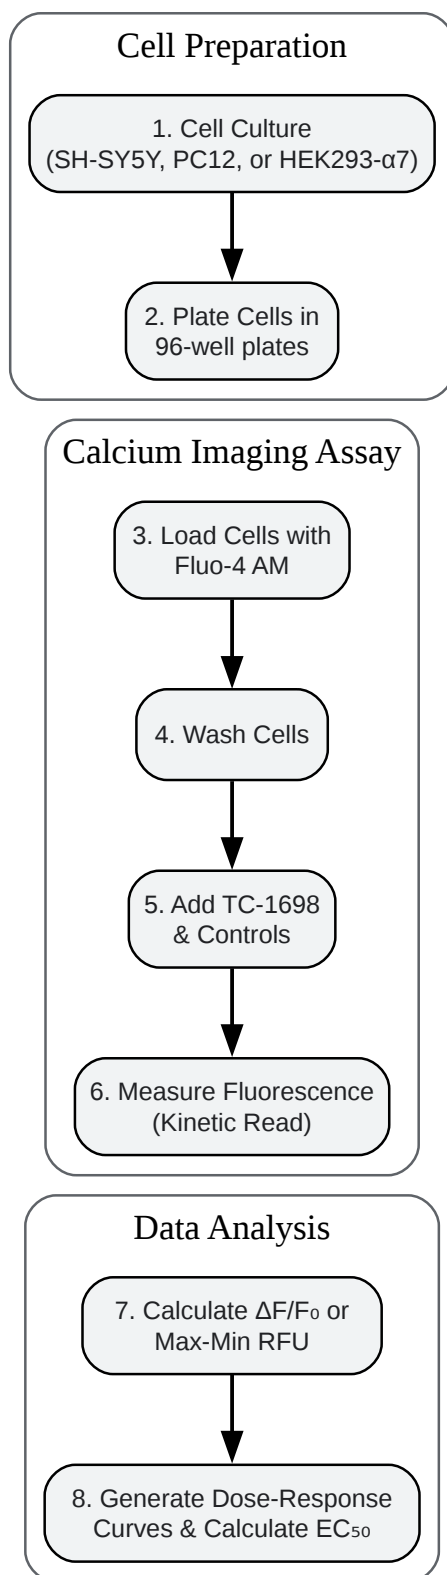 Cell Preparation
1. Cell Culture
(SH-SY5Y, PC12, or HEK293-α7)
2. Plate Cells in
96-well plates
Calcium Imaging Assay
3. Load Cells with
Fluo-4 AM
4. Wash Cells
5. Add TC-1698
& Controls
6. Measure Fluorescence
(Kinetic Read)
Data Analysis
7. Calculate ΔF/F₀ or
Max-Min RFU
8. Generate Dose-Response
Curves & Calculate EC₅₀